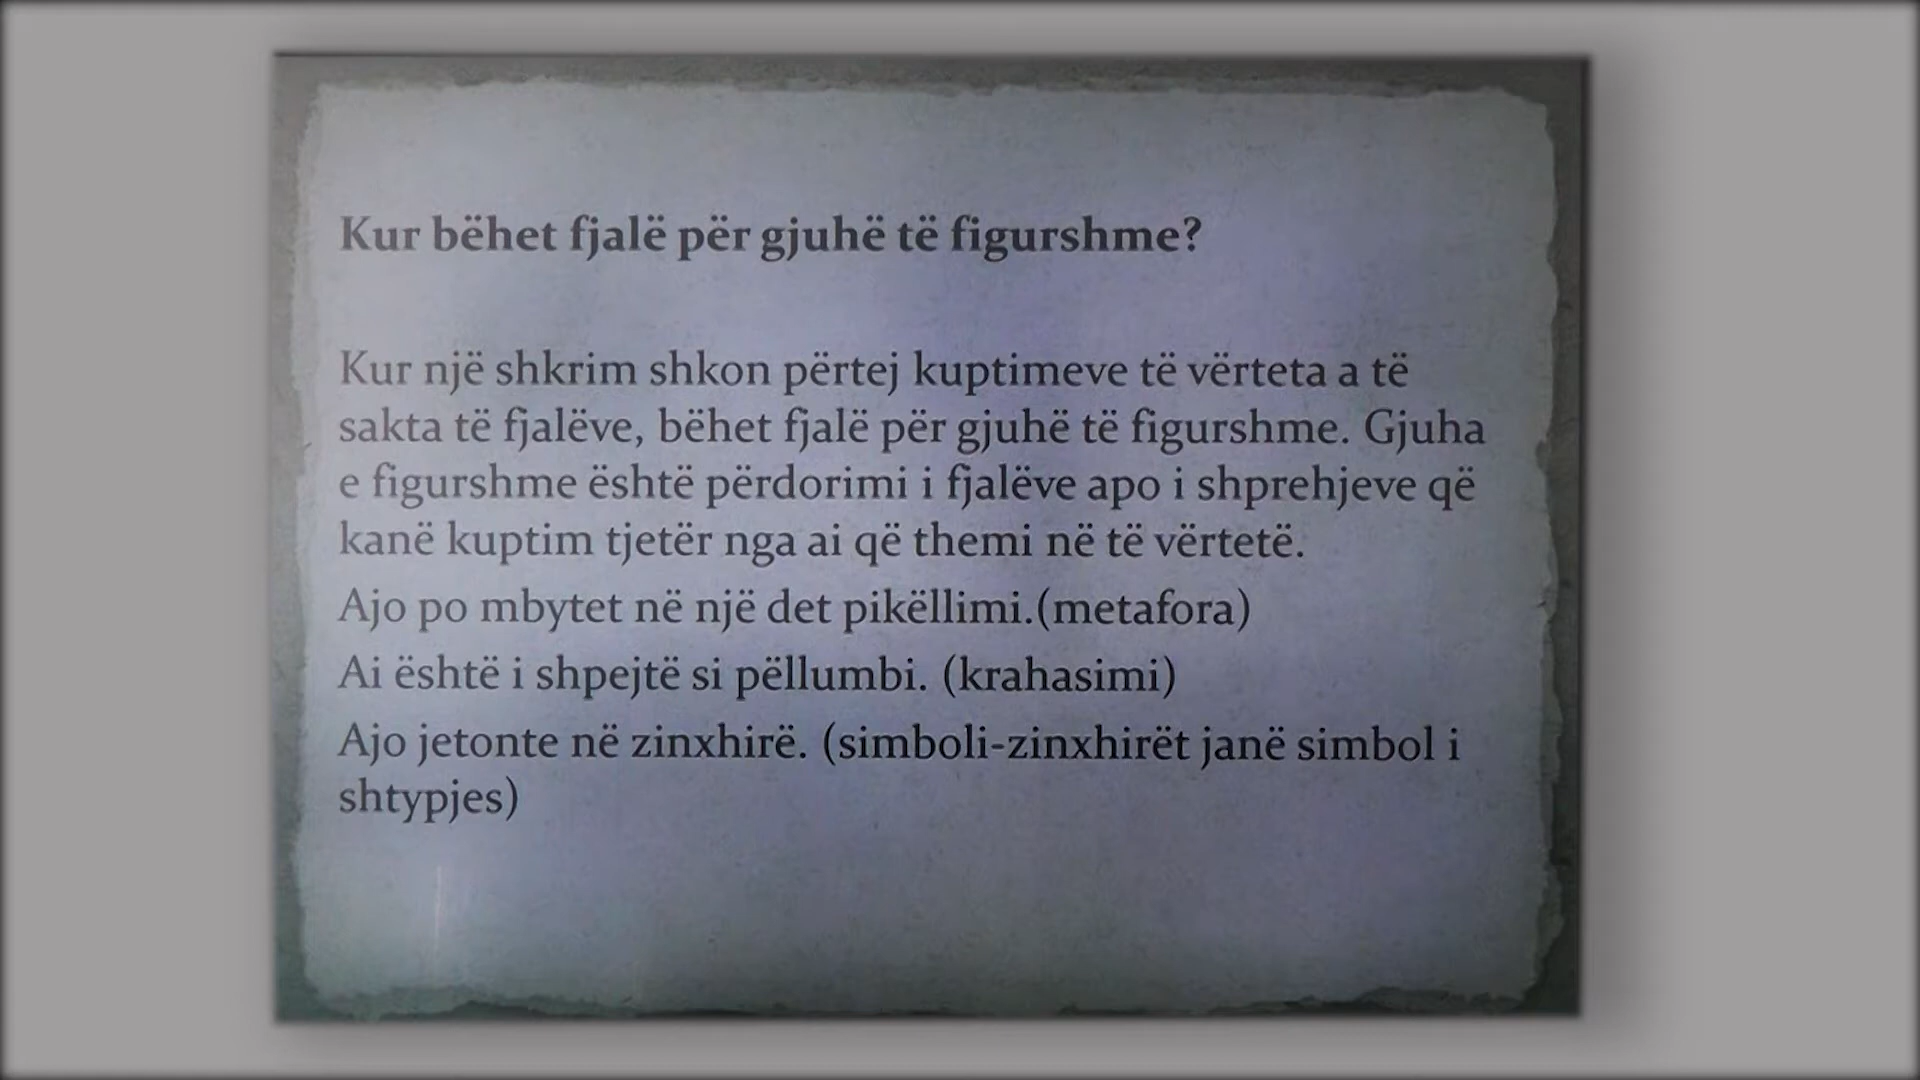 Kur bëhet fjalë për gjuhë të figurshme?
Kur një shkrim shkon përtej kuptimeve të vërteta a të
sakta të fjalëve, bëhet fjalë për gjuhë të figurshme. Gjuha
e figurshme është përdorimi i fjalëve apo i shprehjeve që
kanë kuptim tjetër nga ai që themi në të vërtetë.
Ajo po mbytet në një det pikëllimi.(metafora)
Ai është i shpejtë si pëllumbi. (krahasimi)
Ajo jetonte në zinxhirë. (simboli-zinxhirët janë simbol i
shtypjes)